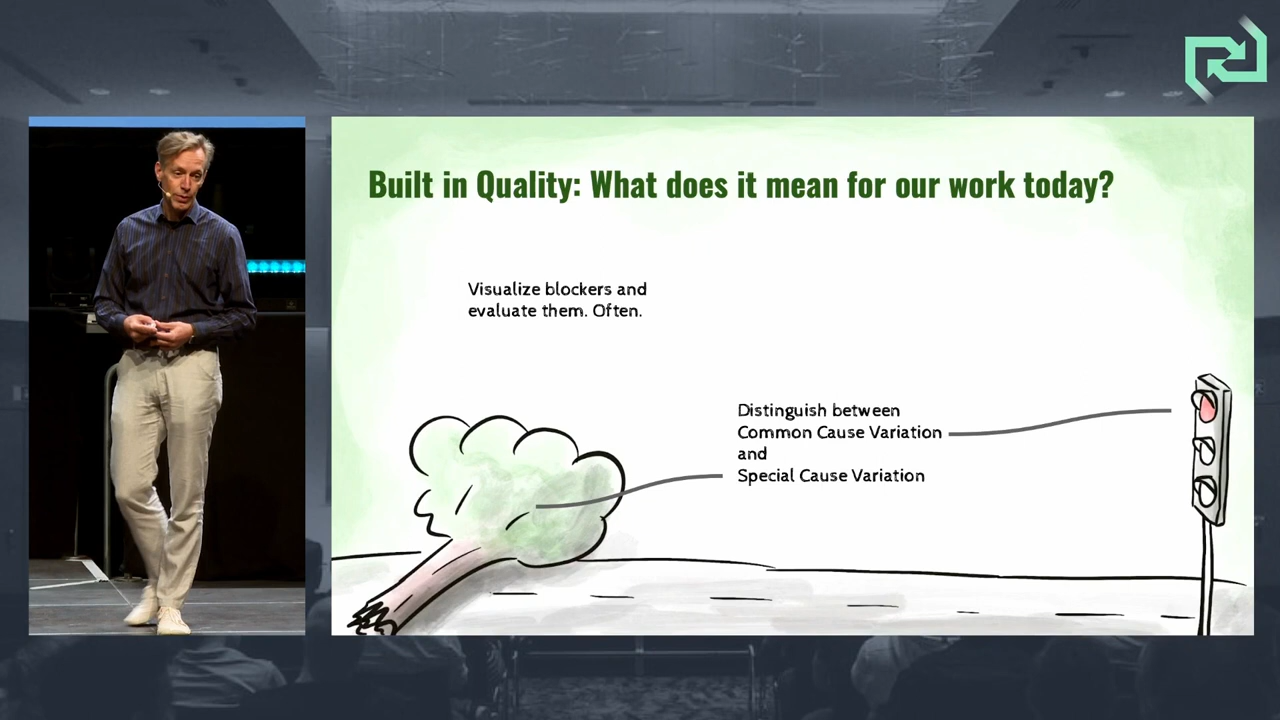 Built in Quality: What does it mean for our work today?
Visualize blockers and
evaluate them. Often.
Distinguish between
Common Cause Variation
and
Special Cause Variation